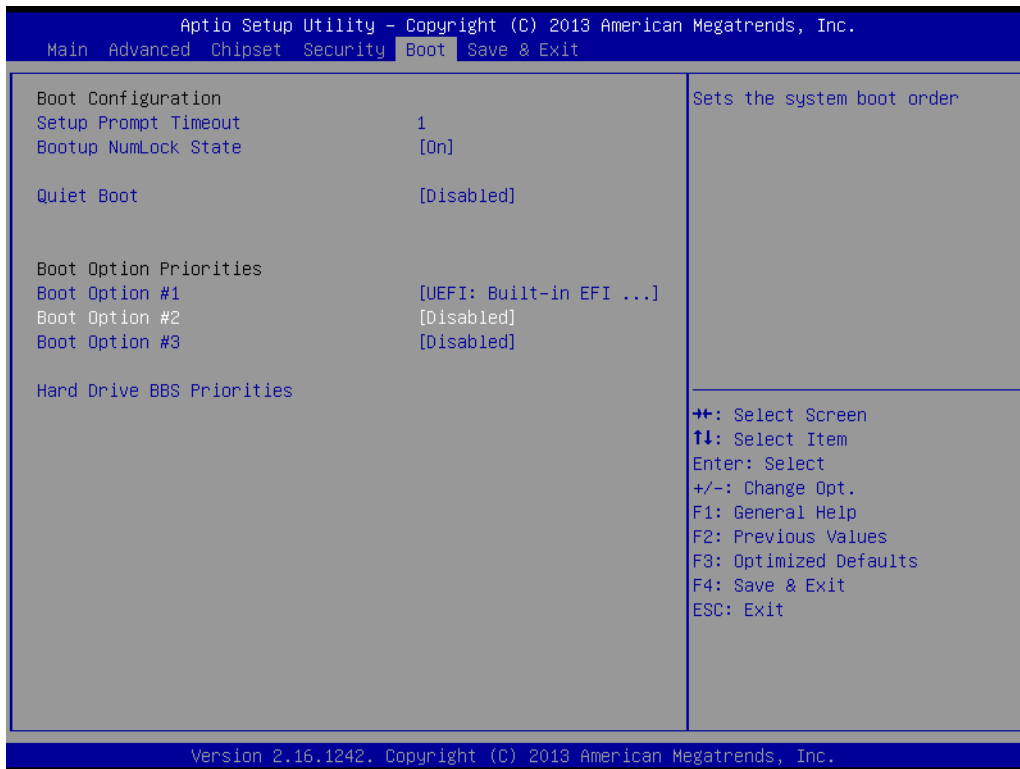 Aptio Setup Utility – Copyright (C) 2013 American Megatrends, Inc.
Main Advanced Chipset Security Boot Save & Exit
Boot Configuration
Setup Prompt Timeout 1
Bootup NumLock State [On]
Quiet Boot [Disabled]
Boot Option Priorities
Boot Option #1 [UEFI: Built-in EFI ...]
Boot Option #2 [Disabled]
Boot Option #3 [Disabled]
Hard Drive BBS Priorities
Sets the system boot order
→←: Select Screen
↑↓: Select Item
Enter: Select
+/-: Change Opt.
F1: General Help
F2: Previous Values
F3: Optimized Defaults
F4: Save & Exit
ESC: Exit
Version 2.16.1242. Copyright (C) 2013 American Megatrends, Inc.